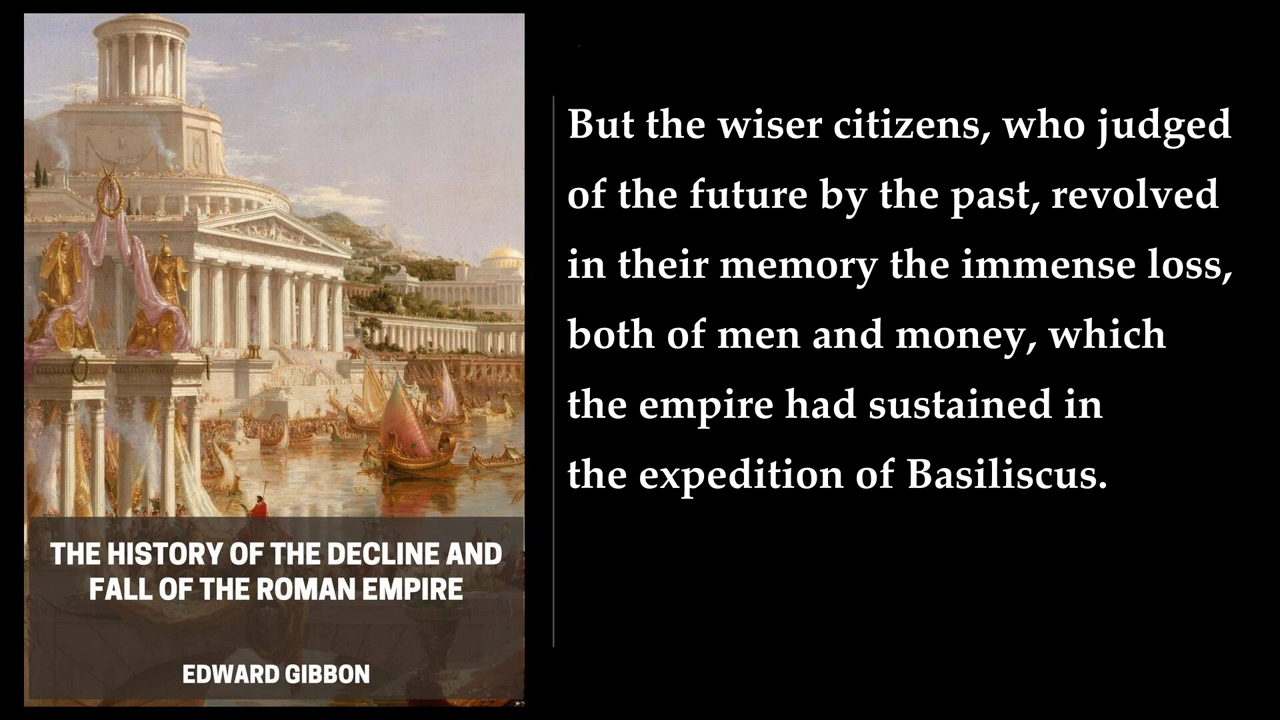 But the wiser citizens, who judged
of the future by the past, revolved
in their memory the immense loss,
both of men and money, which
the empire had sustained in
the expedition of Basiliscus.
THE HISTORY OF THE DECLINE AND
FALL OF THE ROMAN EMPIRE
EDWARD GIBBON